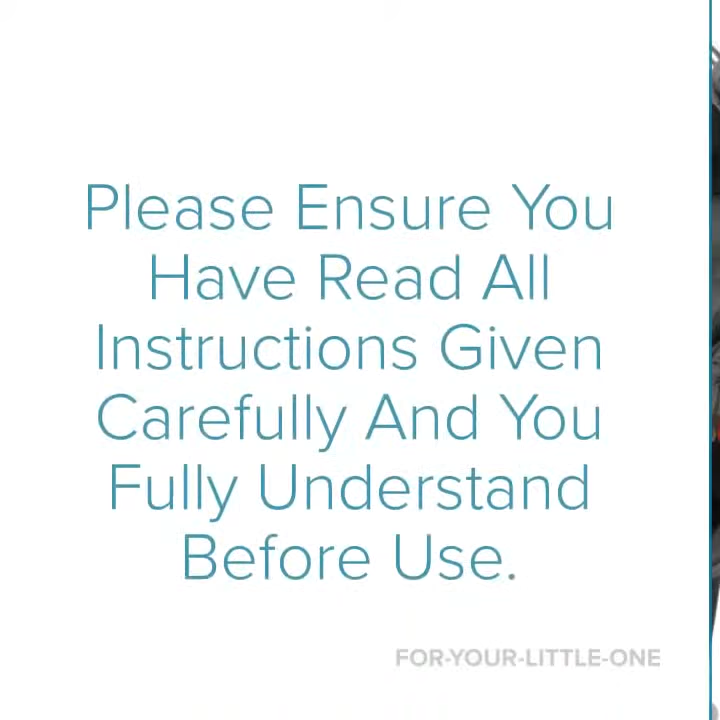 Please Ensure You
Have Read All
Instructions Given
Carefully And You
Fully Understand
Before Use.
FOR-YOUR-LITTLE-ONE